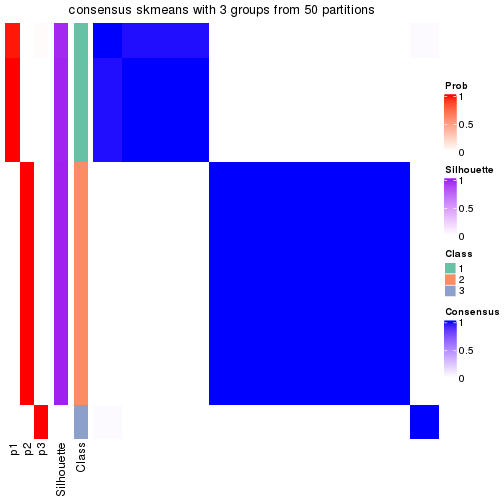 consensus skmeans with 3 groups from 50 partitions
Prob
1
0.5
0
Silhouette
1
0.5
0
Class
1
2
3
Consensus
1
0.5
0
p1
p2
p3
Silhouette
Class